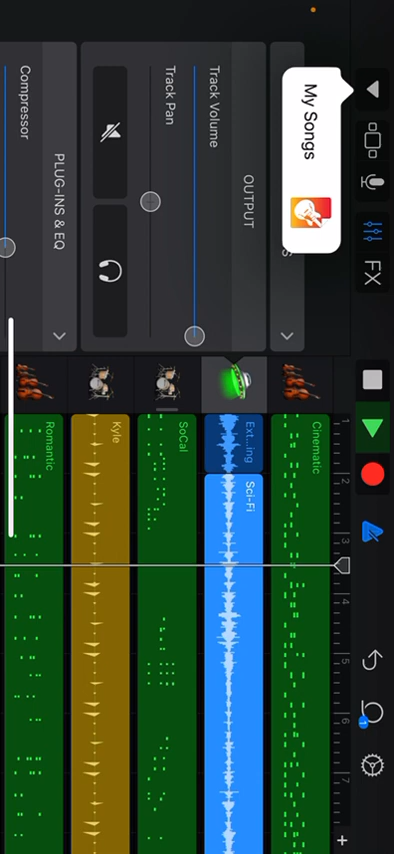 My Songs
FX
S
Track Volume
OUTPUT
Track Pan
PLUG-INS & EQ
Compressor
1
2
3
4
5
6
7
+
Cinematic
Ext...ing
Sci-Fi
SoCal
Kyle
Romantic
1